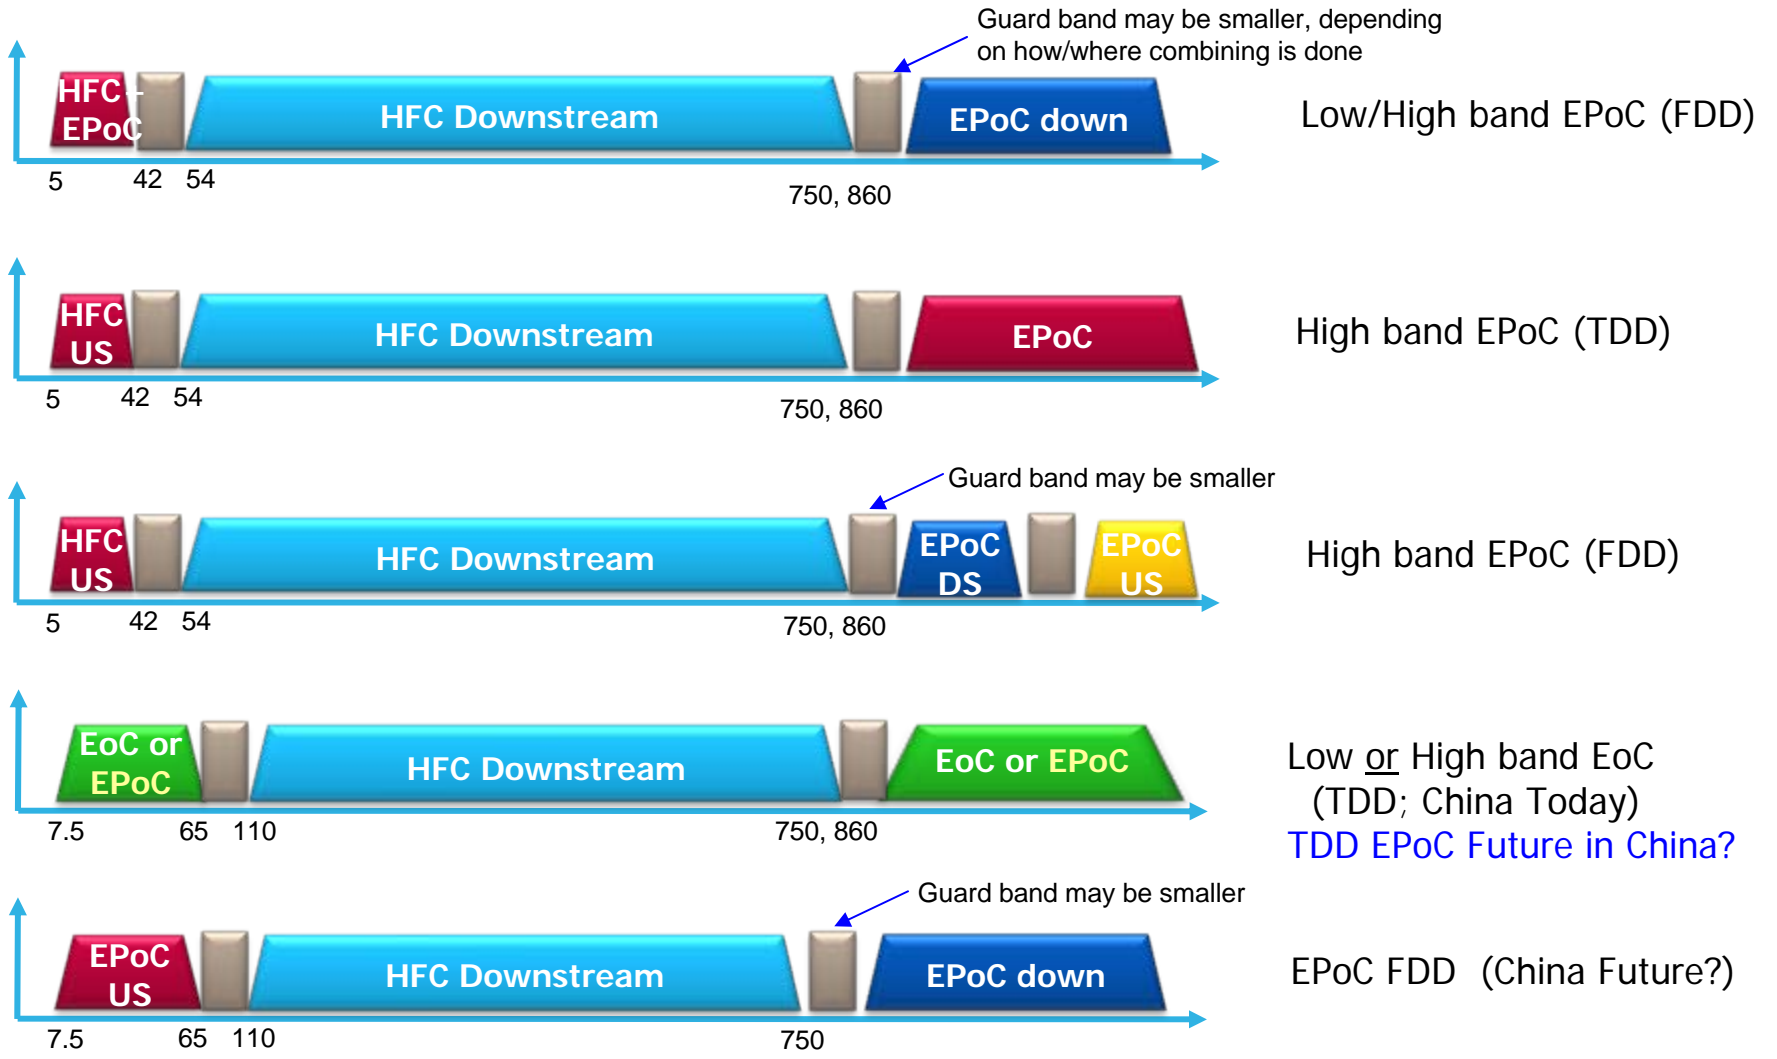 Guard band may be smaller, depending
on how/where combining is done
HFC+
EPoC
HFC Downstream
EPoC down
Low/High band EPoC (FDD)
5
42
54
750, 860
HFC
US
HFC Downstream
EPoC
High band EPoC (TDD)
5
42
54
750, 860
Guard band may be smaller
HFC
US
HFC Downstream
EPoC
DS
EPoC
US
High band EPoC (FDD)
5
42
54
750, 860
EoC or
EPoC
HFC Downstream
EoC or EPoC
Low or High band EoC
(TDD; China Today)
TDD EPoC Future in China?
7.5
65
110
750, 860
Guard band may be smaller
EPoC
US
HFC Downstream
EPoC down
EPoC FDD (China Future?)
7.5
65
110
750